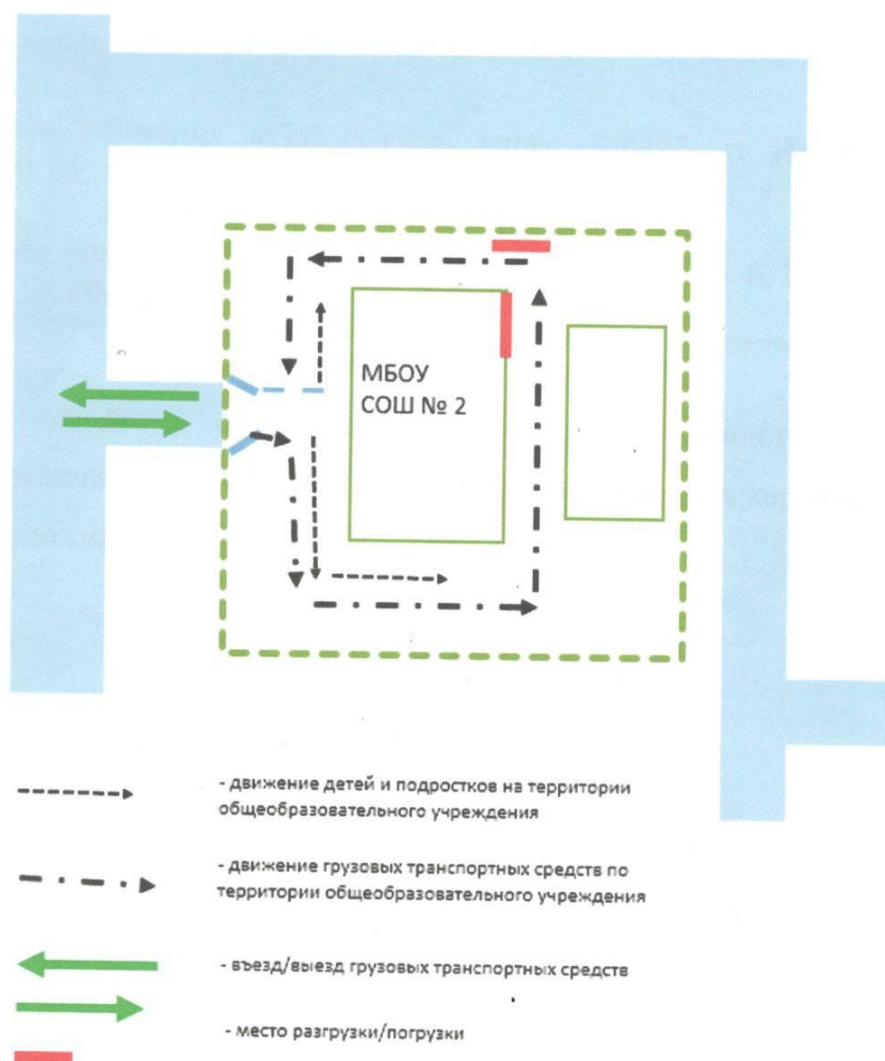 МБОУ
СОШ № 2
- движение детей и подростков на территории
общеобразовательного учреждения
- движение грузовых транспортных средств по
территории общеобразовательного учреждения
- въезд/выезд грузовых транспортных средств
- место разгрузки/погрузки